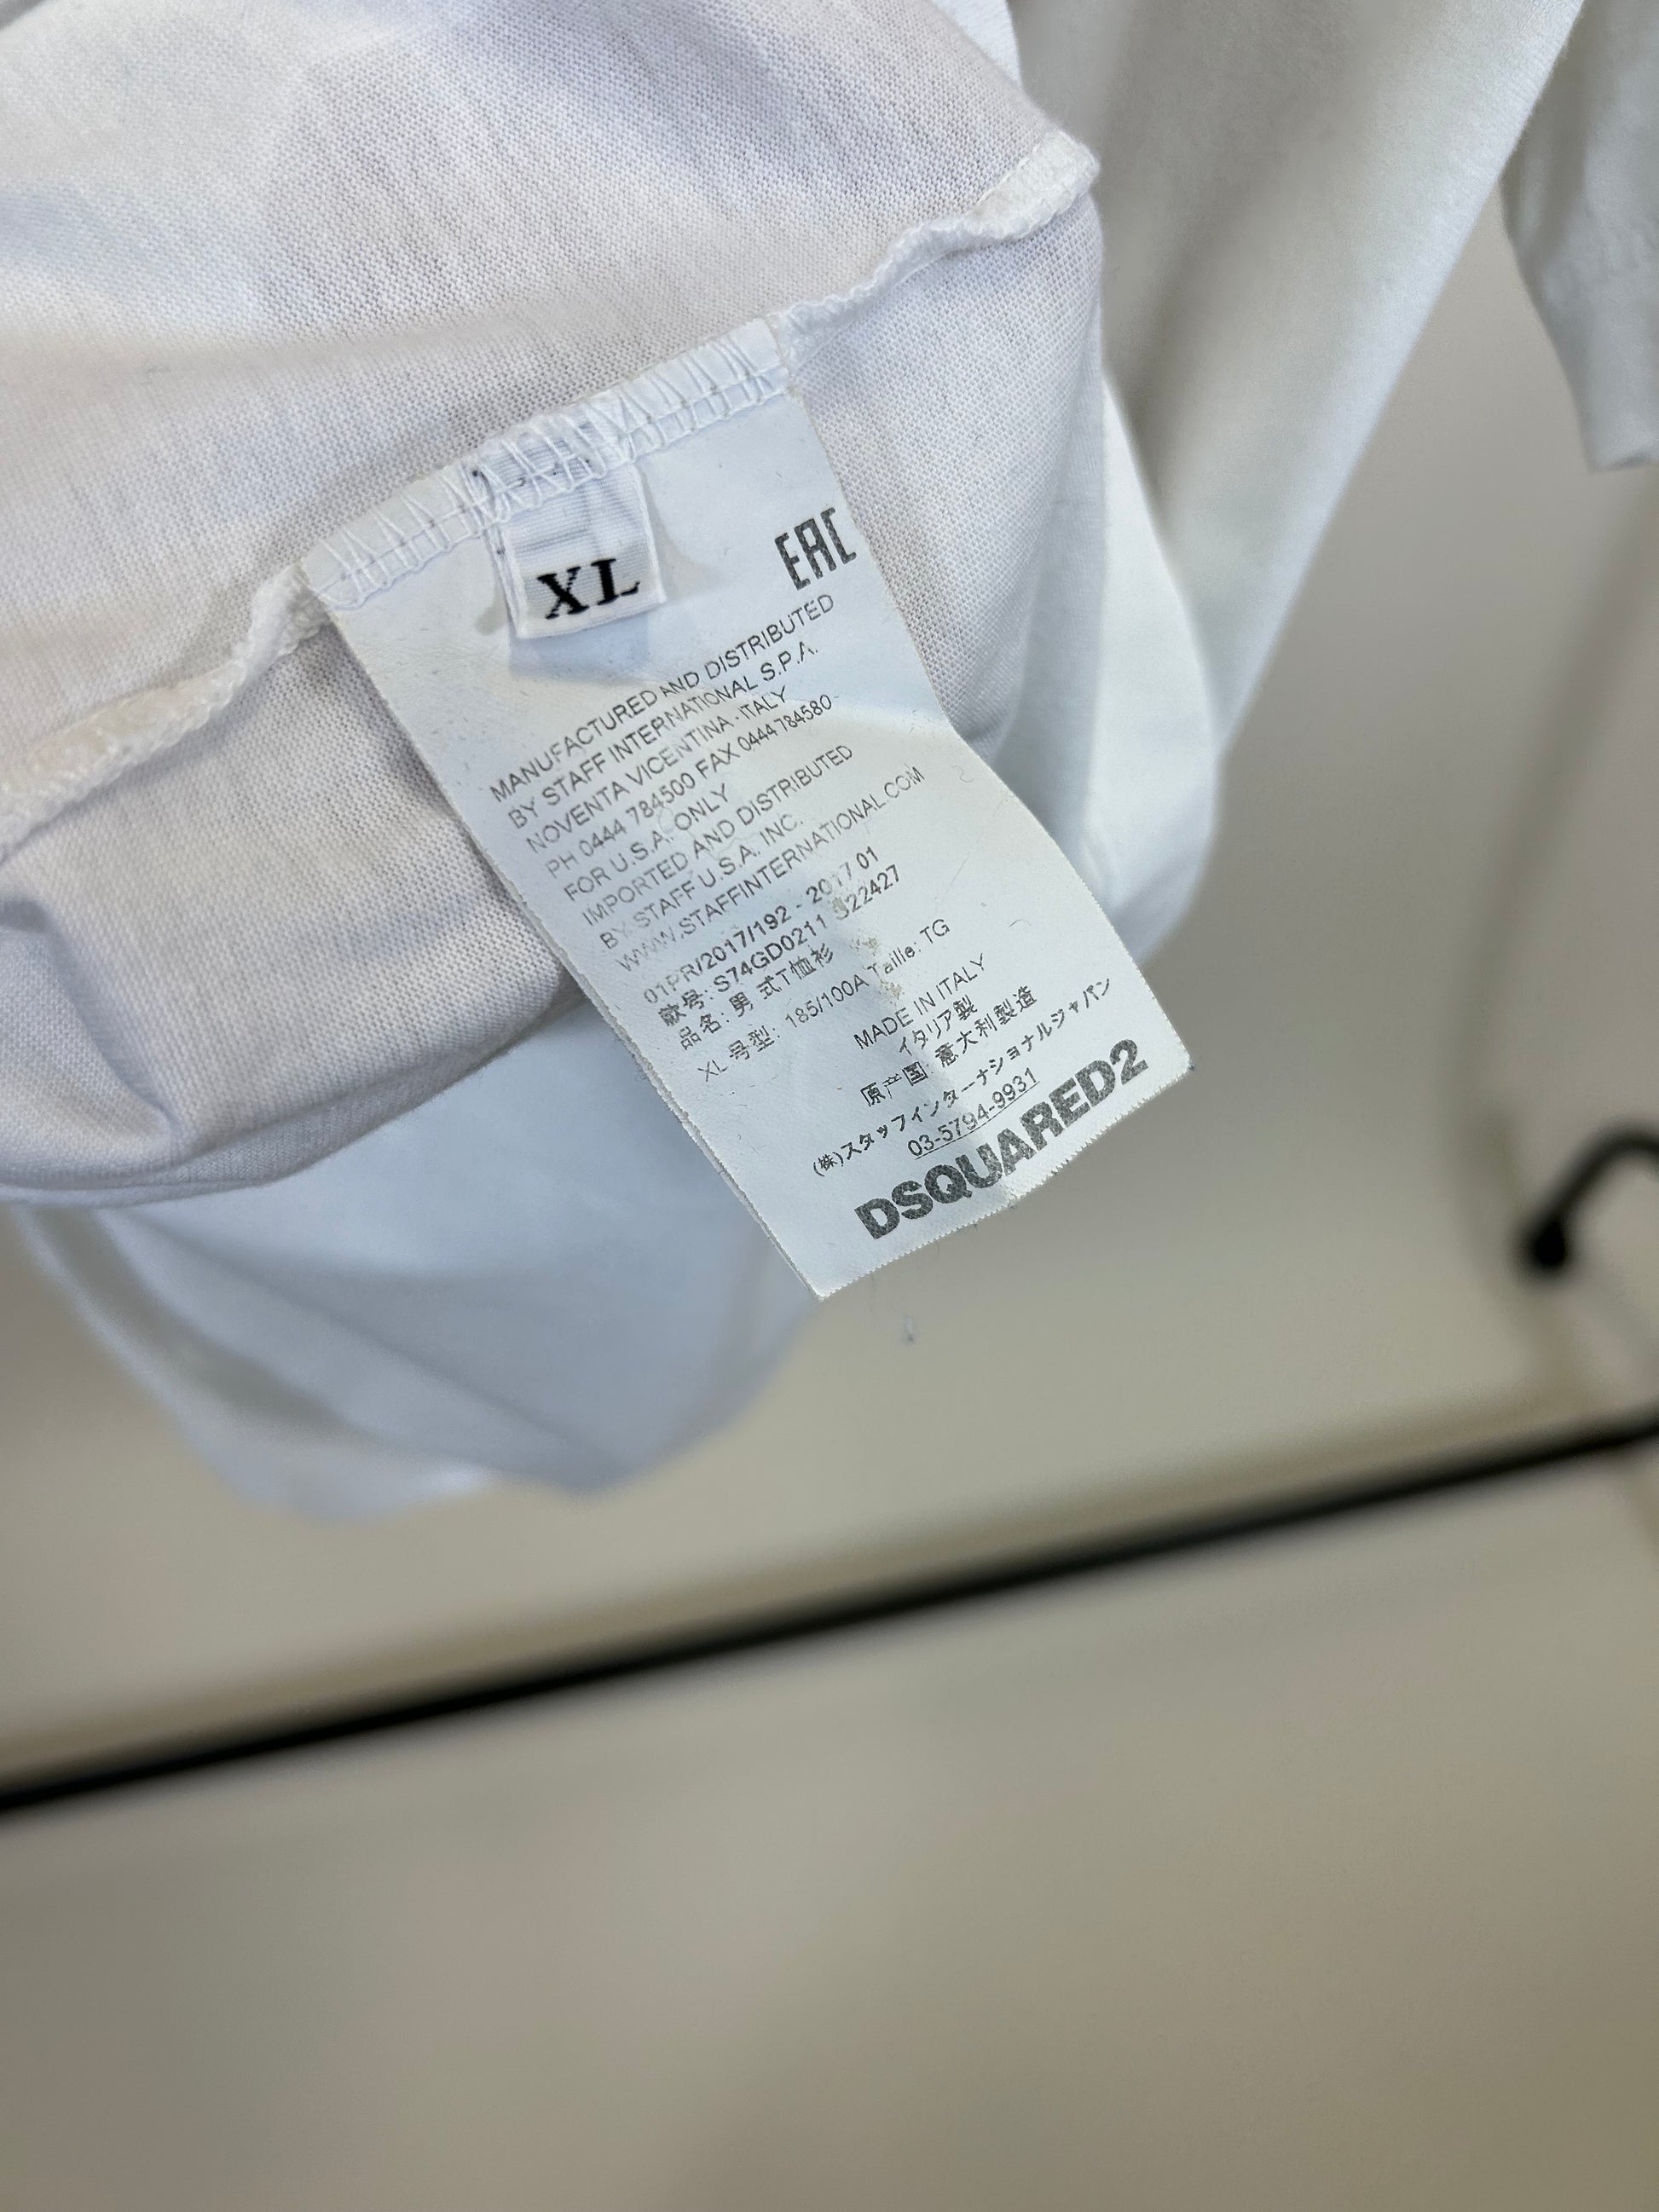 XL
EAC
MANUFACTURED AND DISTRIBUTED
BY STAFF INTERNATIONAL S.P.A.
NOVENTA VICENTINA - ITALY
PH 0444 784500 FAX 0444 784580
FOR U.S.A. ONLY
IMPORTED AND DISTRIBUTED
BY STAFF U.S.A. INC.
WWW.STAFFINTERNATIONAL.COM
01PR/2017/192 - 2017 01
款号: S74GD0211 S22427
品名: 男 式T恤衫
XL-号型: 185/100A Taille: TG
MADE IN ITALY
イタリア製
原产国: 意大利製造
(株)スタッフインターナショナルジャパン
03-5794-9931
DSQUARED2